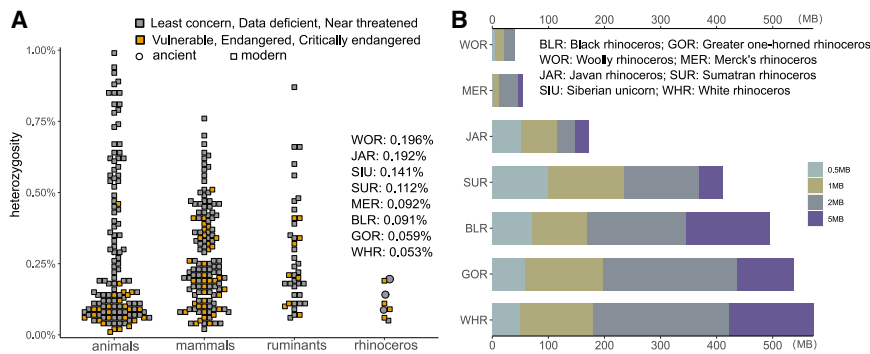 A
Least concern, Data deficient, Near threatened
Vulnerable, Endangered, Critically endangered
ancient modern
1.00%
0.75%
0.50%
0.25%
0.00%
heterozygosity
WOR: 0.196%
JAR: 0.192%
SIU: 0.141%
SUR: 0.112%
MER: 0.092%
BLR: 0.091%
GOR: 0.059%
WHR: 0.053%
animals mammals ruminants rhinoceros
B
0 100 200 300 400 500 (MB)
WOR
MER
JAR
SUR
BLR
GOR
WHR
BLR: Black rhinoceros; GOR: Greater one-horned rhinoceros
WOR: Woolly rhinoceros; MER: Merck's rhinoceros
JAR: Javan rhinoceros; SUR: Sumatran rhinoceros
SIU: Siberian unicorn; WHR: White rhinoceros
0.5MB
1MB
2MB
5MB
0 100 200 300 400 500 (MB)